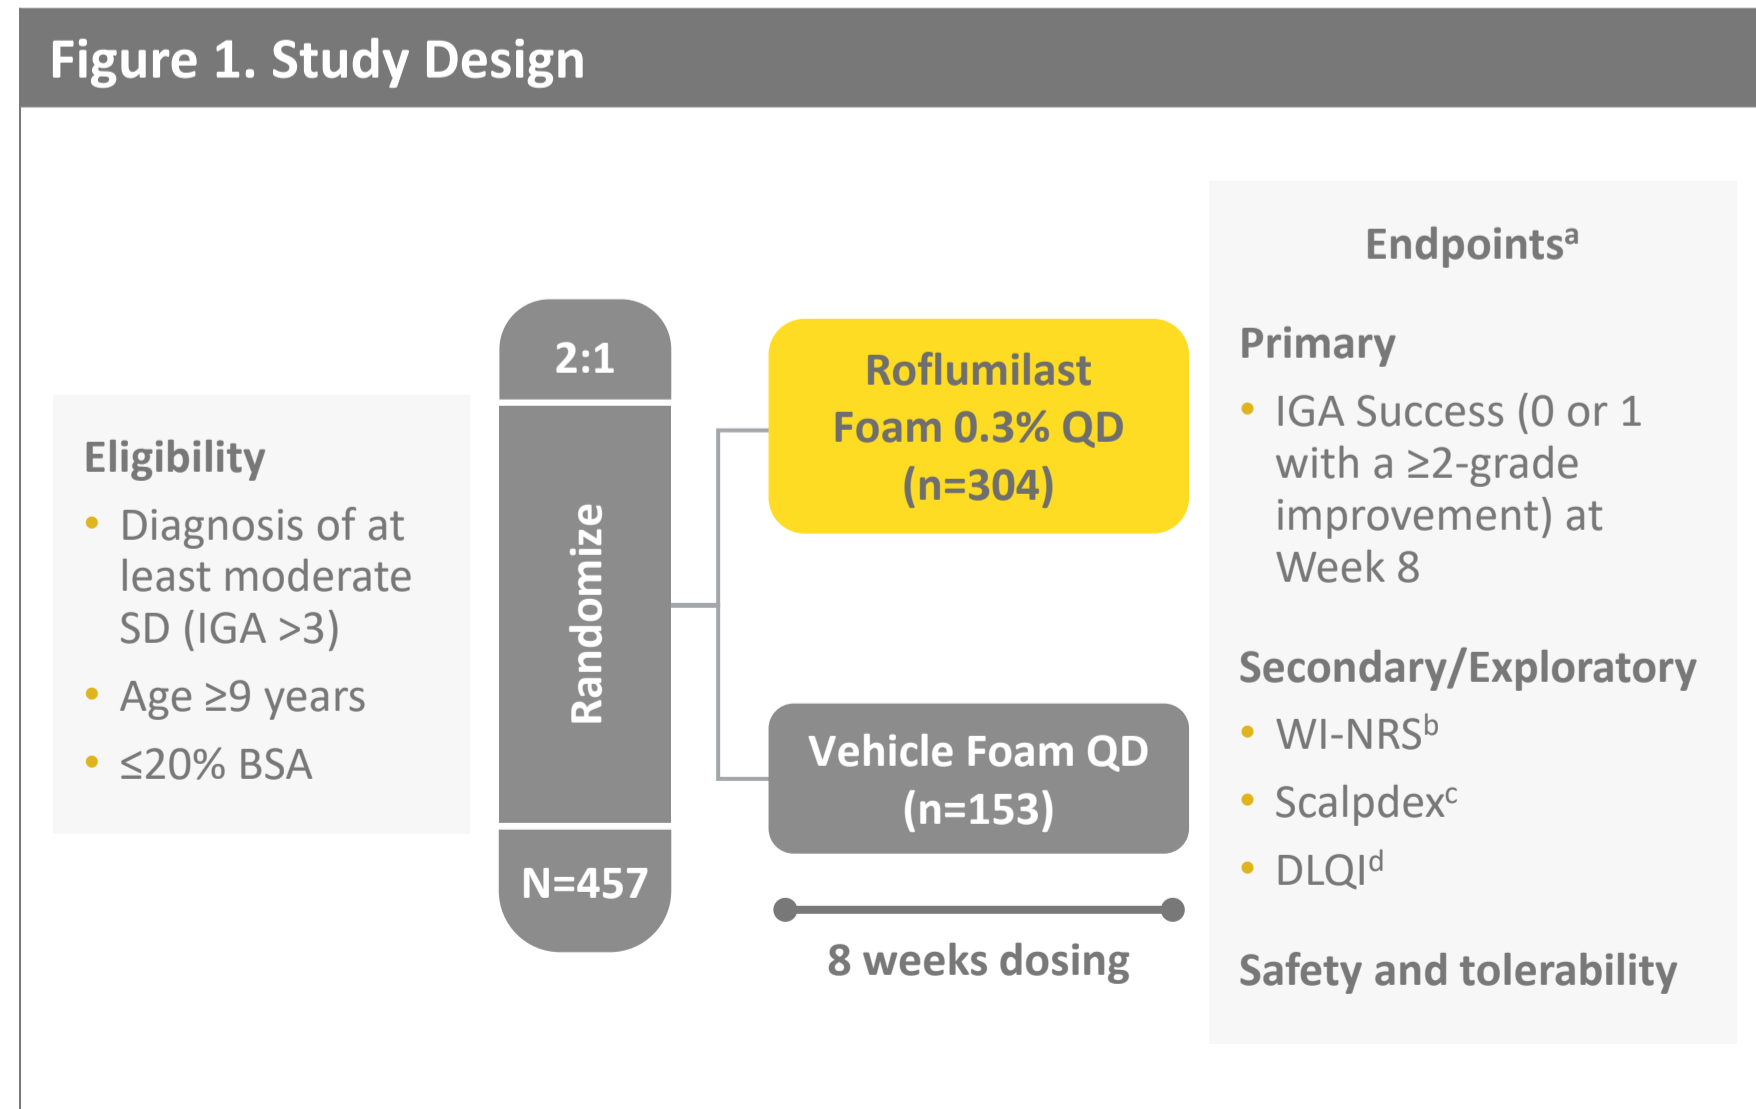 Figure 1. Study Design
Eligibility
• Diagnosis of at
least moderate
SD (IGA >3)
• Age ≥9 years
• ≤20% BSA
2:1
Randomize
N=457
Roflumilast
Foam 0.3% QD
(n=304)
Vehicle Foam QD
(n=153)
8 weeks dosing
Endpointsᵃ
Primary
• IGA Success (0 or 1
with a ≥2-grade
improvement) at
Week 8
Secondary/Exploratory
• WI-NRSᵇ
• Scalpdexᶜ
• DLQIᵈ
Safety and tolerability